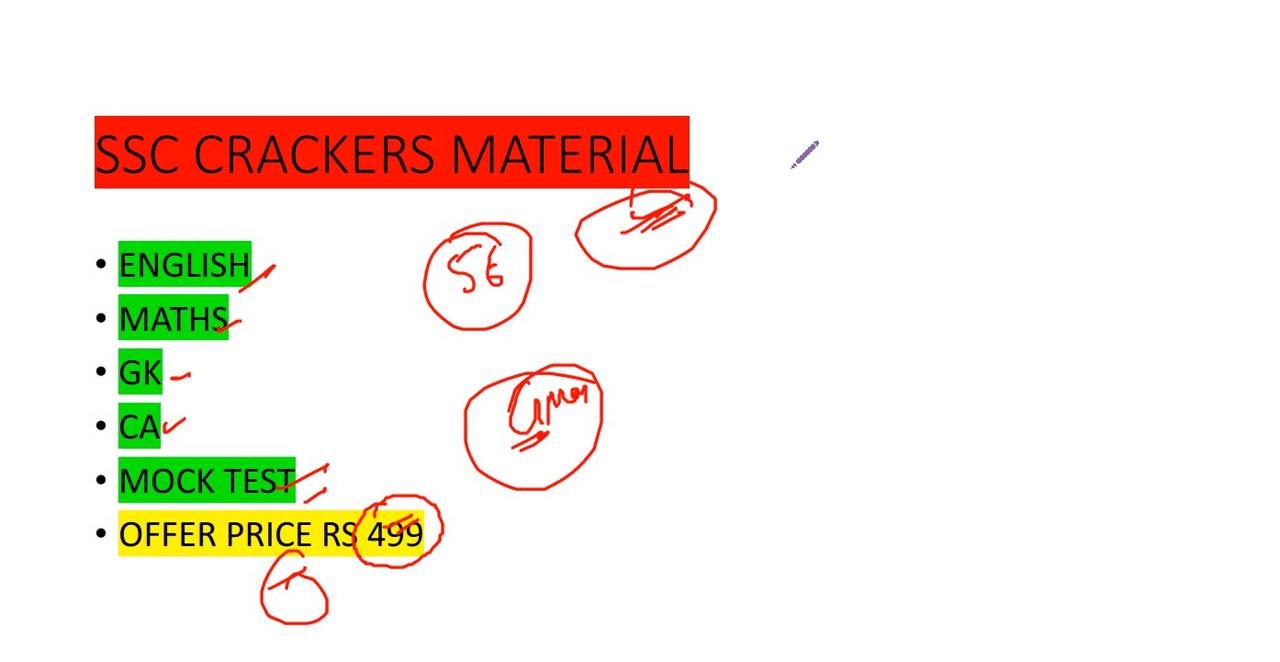 SSC CRACKERS MATERIAL
• ENGLISH
• MATHS
• GK
• CA
• MOCK TEST
• OFFER PRICE RS 499